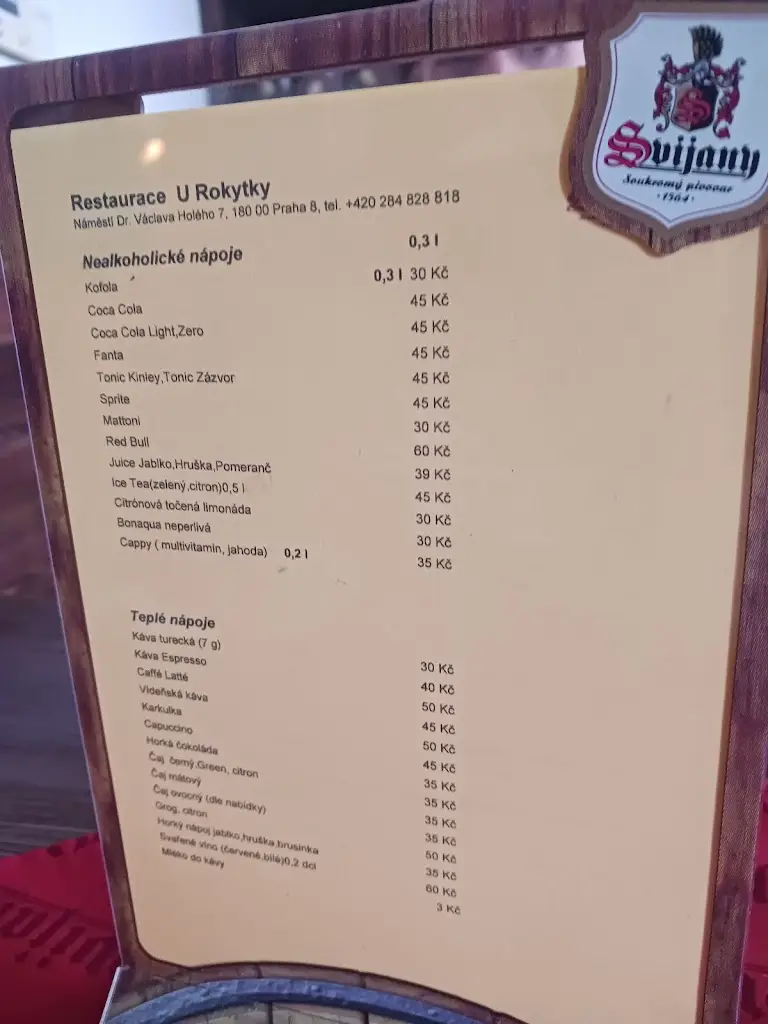 Svijany
Soukromý pivovar
· 1564 ·
Restaurace U Rokytky
Náměstí Dr. Václava Holého 7, 180 00 Praha 8, tel. +420 284 828 818
Nealkoholické nápoje 0,3 l
Kofola 0,3 l 30 Kč
Coca Cola 45 Kč
Coca Cola Light,Zero 45 Kč
Fanta 45 Kč
Tonic Kinley,Tonic Zázvor 45 Kč
Sprite 45 Kč
Mattoni 30 Kč
Red Bull 60 Kč
Juice Jablko,Hruška,Pomeranč 39 Kč
Ice Tea(zelený,citron)0,5 l 45 Kč
Citrónová točená limonáda 30 Kč
Bonaqua neperlivá 30 Kč
Cappy ( multivitamin, jahoda) 0,2 l 35 Kč
Teplé nápoje
Káva turecká (7 g) 30 Kč
Káva Espresso 40 Kč
Caffé Latté 50 Kč
Vídeňská káva 45 Kč
Karkulka 50 Kč
Capuccino 45 Kč
Horká čokoláda 35 Kč
Čaj černý,Green, citron 35 Kč
Čaj mátový 35 Kč
Čaj ovocný (dle nabídky) 35 Kč
Grog, citron 50 Kč
Horký nápoj jablko,hruška,brusinka 35 Kč
Svařené víno (červené,bílé)0,2 dcl 60 Kč
Mléko do kávy 3 Kč